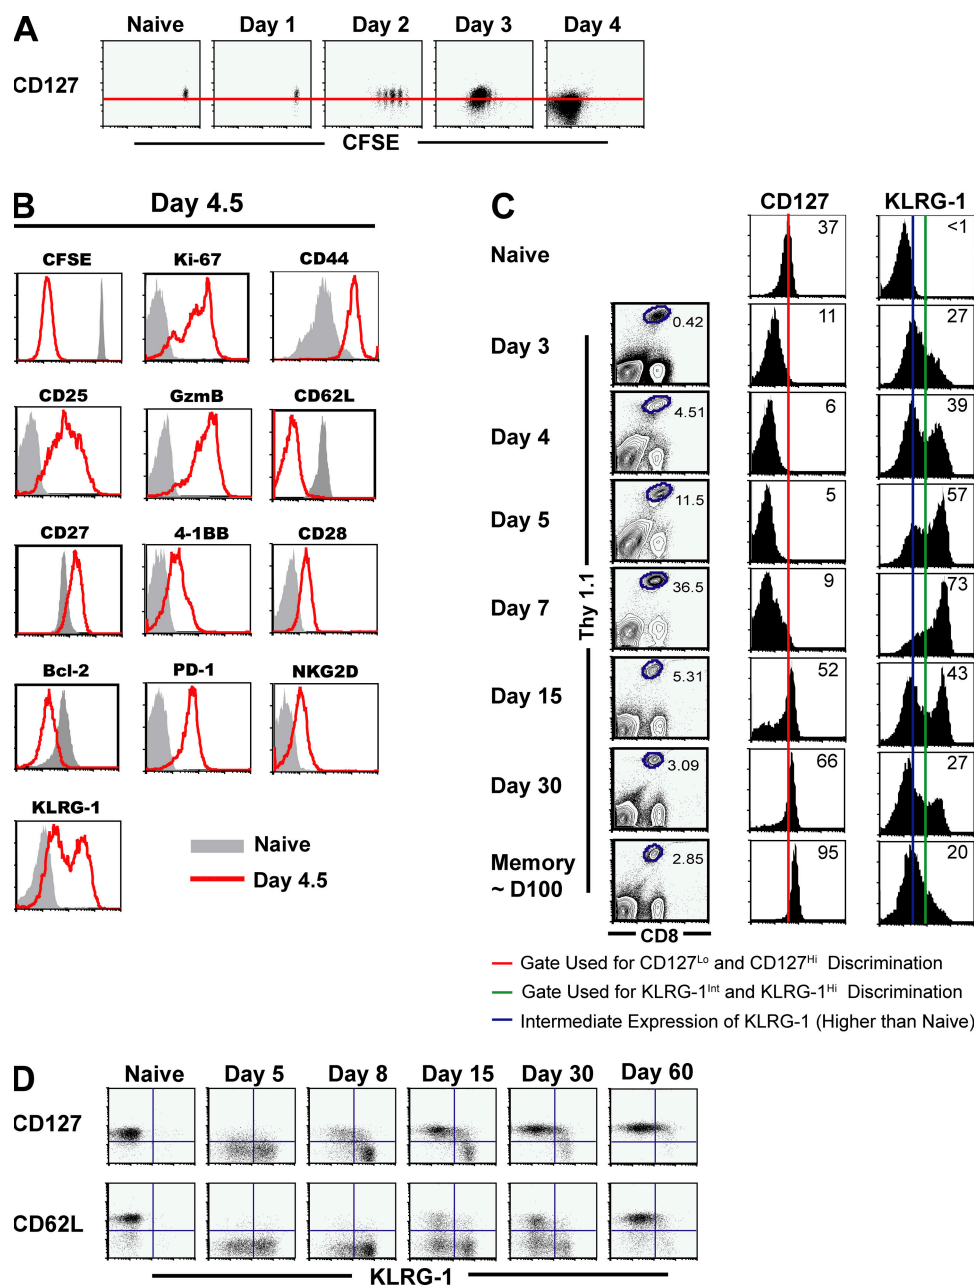 A
Naive Day 1 Day 2 Day 3 Day 4
CD127
CFSE
B
Day 4.5
CFSE Ki-67 CD44
CD25 GzmB CD62L
CD27 4-1BB CD28
Bcl-2 PD-1 NKG2D
KLRG-1
Naive
Day 4.5
C
CD127 KLRG-1
Naive 37 <1
Day 3 0.42 11 27
Day 4 4.51 6 39
Day 5 11.5 5 57
Day 7 36.5 9 73
Day 15 5.31 52 43
Day 30 3.09 66 27
Memory
~ D100 2.85 95 20
Thy 1.1
CD8
Gate Used for CD127Lo and CD127Hi Discrimination
Gate Used for KLRG-1Int and KLRG-1Hi Discrimination
Intermediate Expression of KLRG-1 (Higher than Naive)
D
Naive Day 5 Day 8 Day 15 Day 30 Day 60
CD127
CD62L
KLRG-1